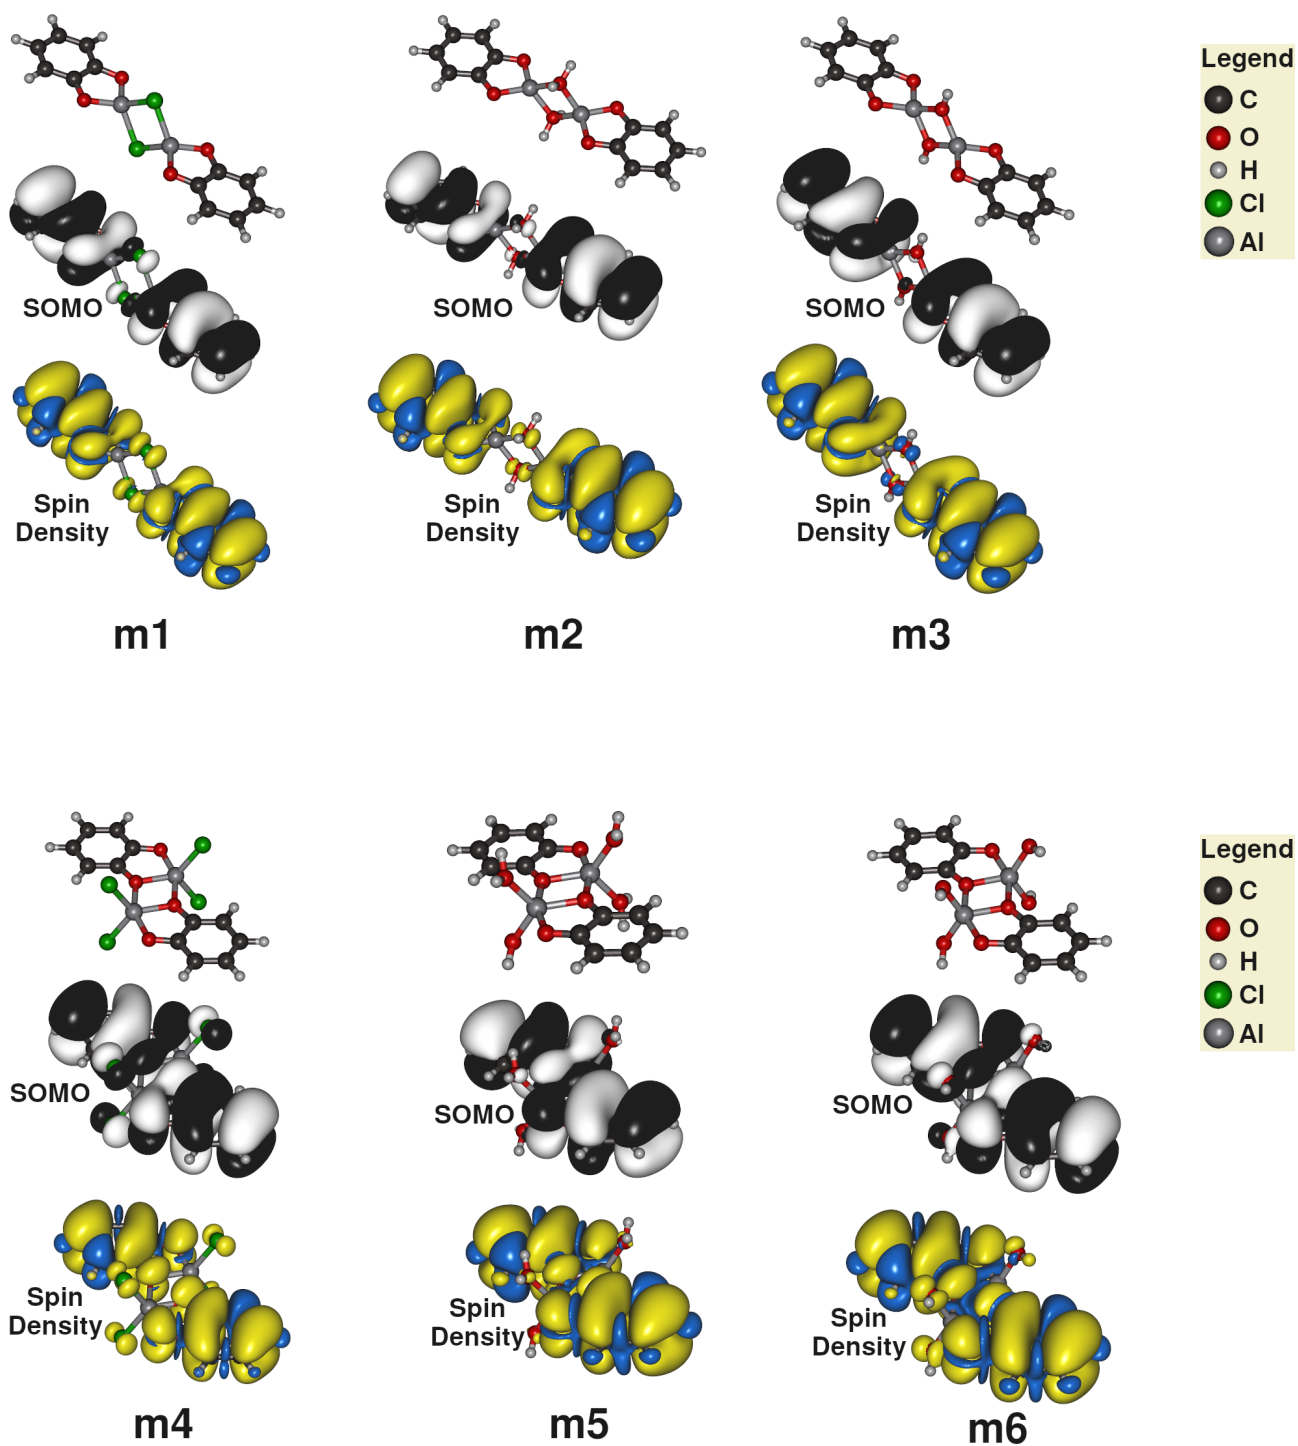 Legend
C
O
H
Cl
Al
SOMO
SOMO
SOMO
Spin
Density
Spin
Density
Spin
Density
m1
m2
m3
Legend
C
O
H
Cl
Al
SOMO
SOMO
SOMO
Spin
Density
Spin
Density
Spin
Density
m4
m5
m6